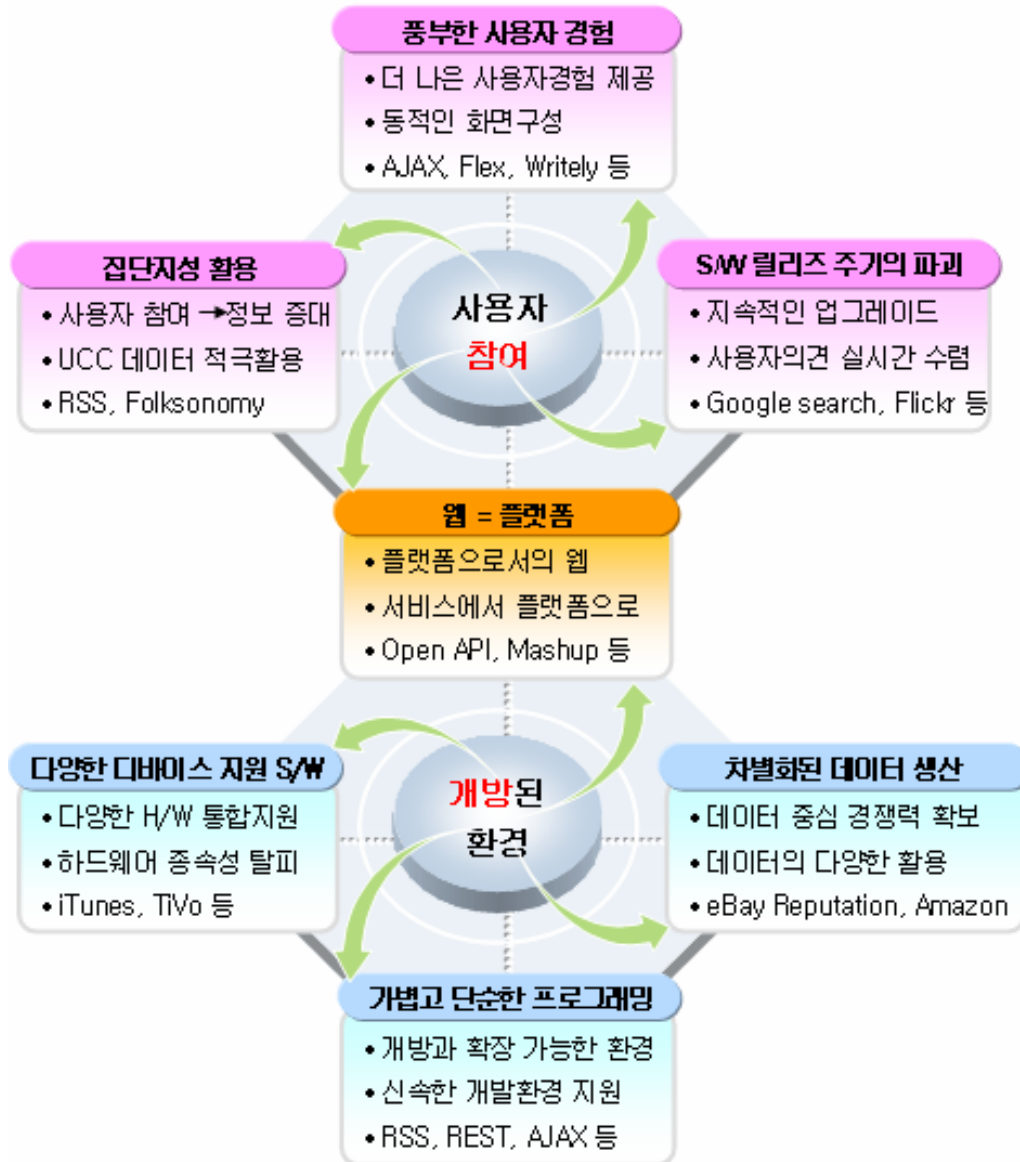 풍부한 사용자 경험
• 더 나은 사용자경험 제공
• 동적인 화면구성
• AJAX, Flex, Writely 등
집단지성 활용
• 사용자 참여 →정보 증대
• UCC 데이터 적극활용
• RSS, Folksonomy
사용자
참여
S/W 릴리즈 주기의 파괴
• 지속적인 업그레이드
• 사용자의견 실시간 수렴
• Google search, Flickr 등
웹 = 플랫폼
• 플랫폼으로서의 웹
• 서비스에서 플랫폼으로
• Open API, Mashup 등
다양한 디바이스 지원 S/W
• 다양한 H/W 통합지원
• 하드웨어 종속성 탈피
• iTunes, TiVo 등
개방된
환경
차별화된 데이터 생산
• 데이터 중심 경쟁력 확보
• 데이터의 다양한 활용
• eBay Reputation, Amazon
가볍고 단순한 프로그래밍
• 개방과 확장 가능한 환경
• 신속한 개발환경 지원
• RSS, REST, AJAX 등